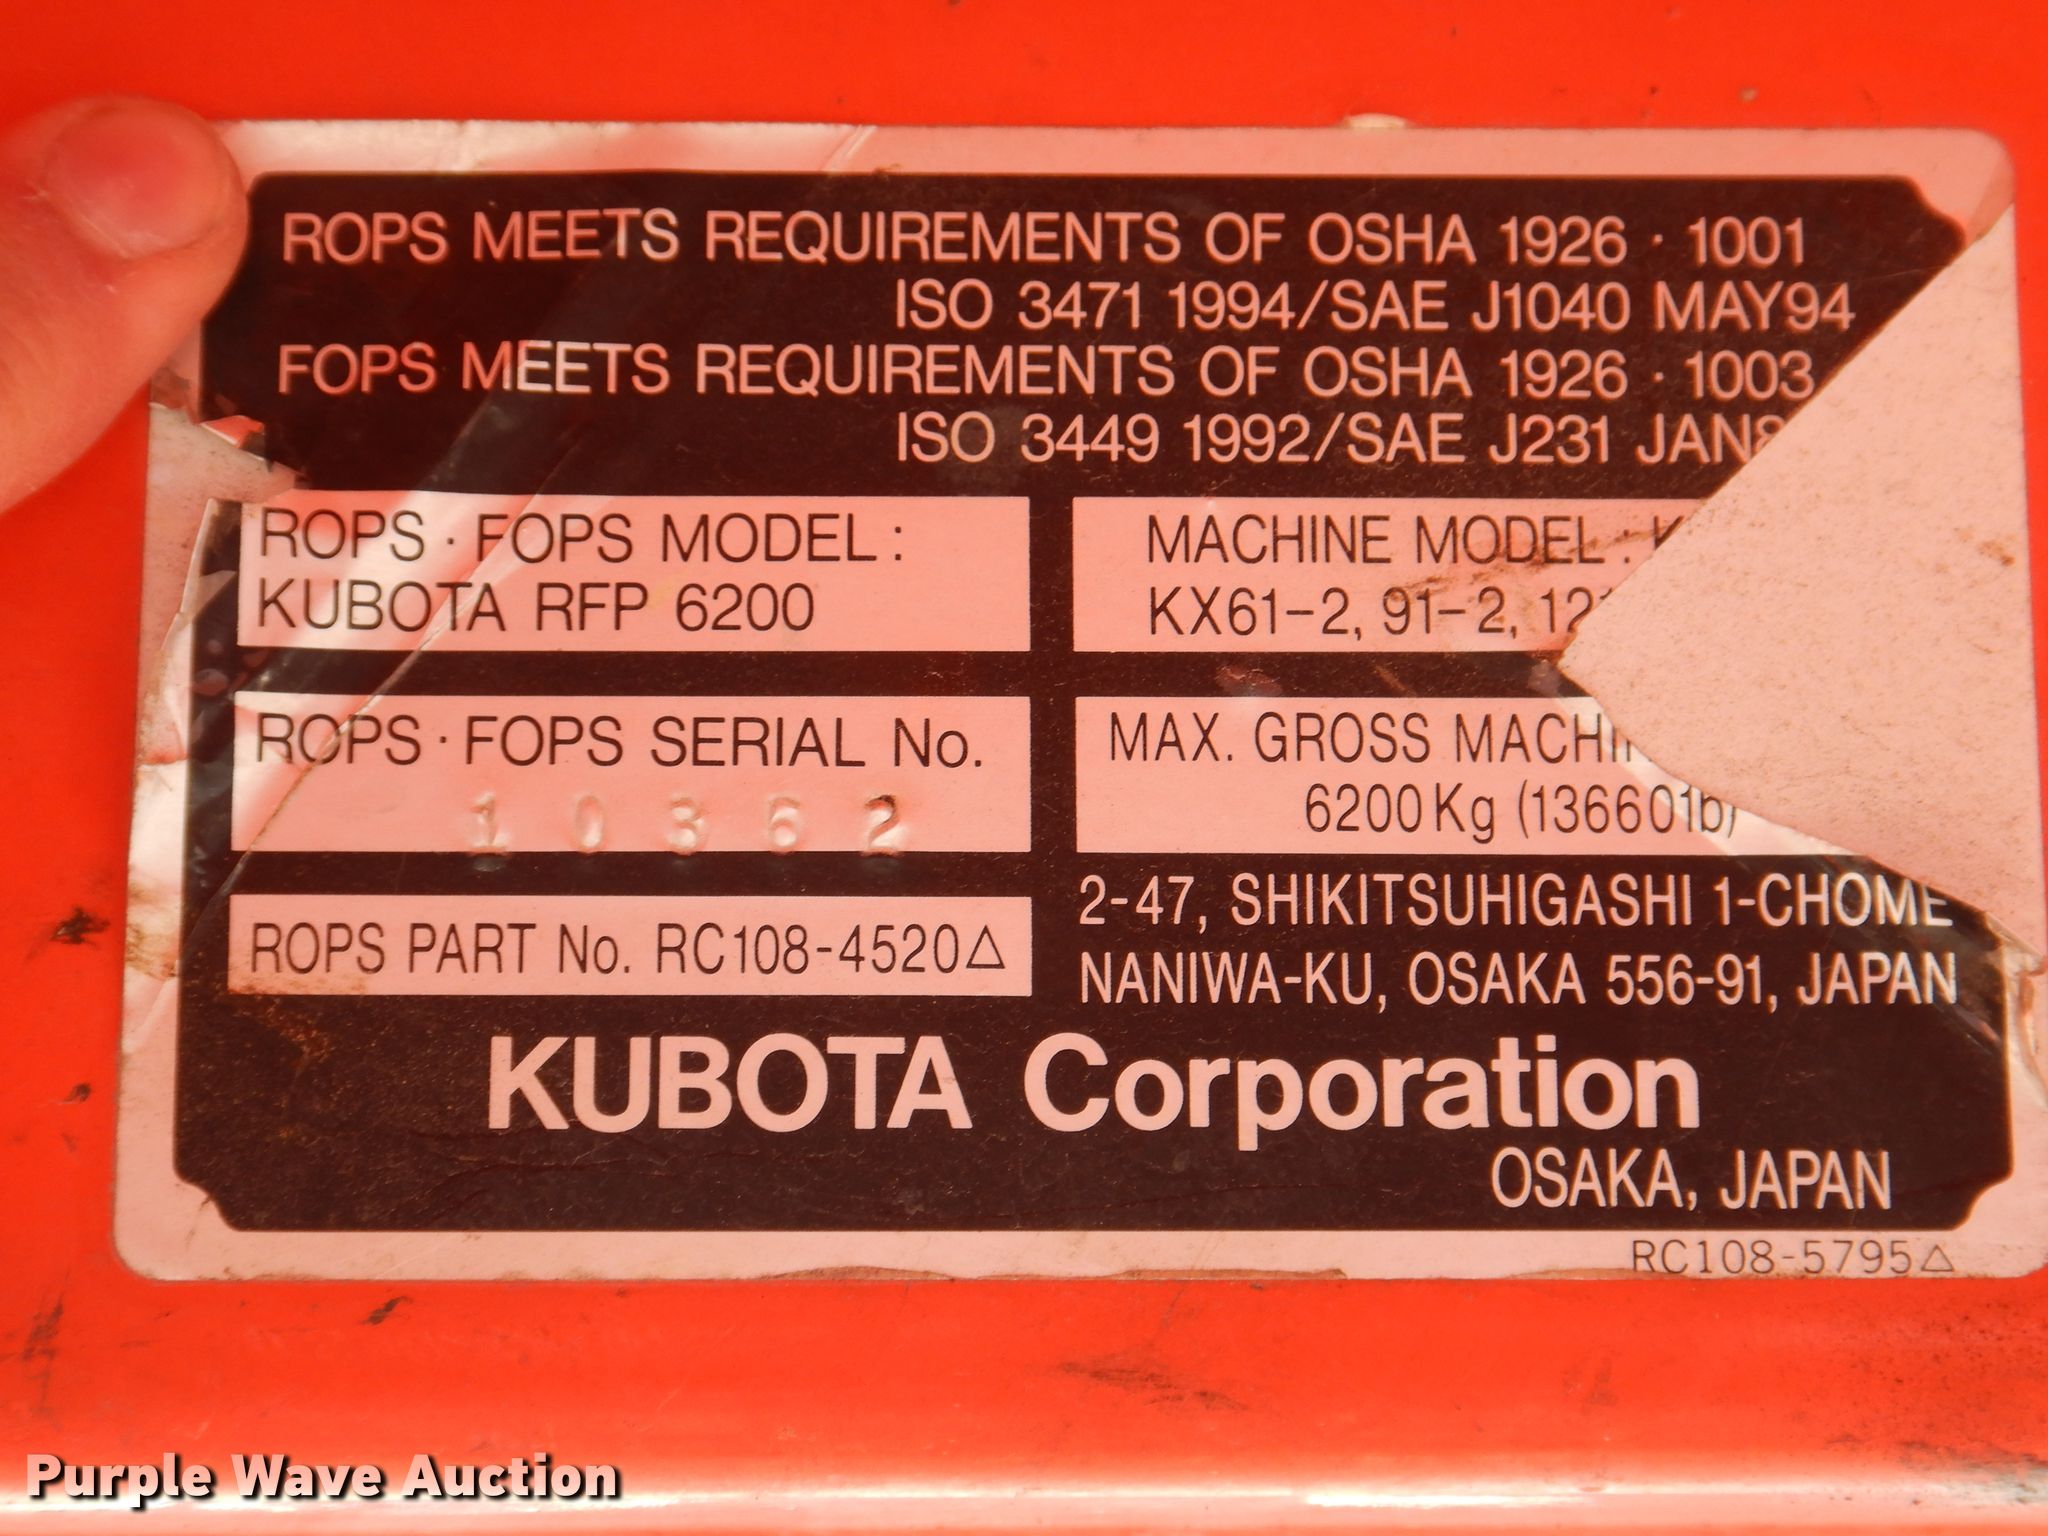 ROPS MEETS REQUIREMENTS OF OSHA 1926 · 1001
ISO 3471 1994/SAE J1040 MAY94
FOPS MEETS REQUIREMENTS OF OSHA 1926 · 1003
ISO 3449 1992/SAE J231
ROPS · FOPS MODEL :
KUBOTA RFP 6200
MACHINE MODEL :
KX61-2, 91-2,
ROPS · FOPS SERIAL No.
10362
MAX. GROSS
6200Kg (13660lb)
ROPS PART No. RC108-4520△
2-47, SHIKITSUHIGASHI 1-CHOME
NANIWA-KU, OSAKA 556-91, JAPAN
KUBOTA Corporation
OSAKA, JAPAN
RC108-5795△
Purple Wave Auction